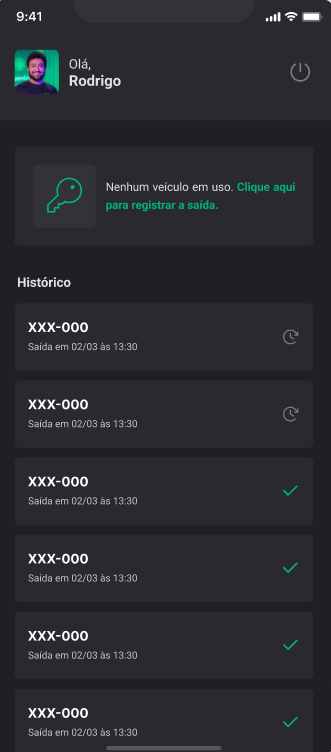 9:41
Olá,
Rodrigo
Nenhum veículo em uso. Clique aqui
para registrar a saída.
Histórico
XXX-000
Saída em 02/03 às 13:30
XXX-000
Saída em 02/03 às 13:30
XXX-000
Saída em 02/03 às 13:30
XXX-000
Saída em 02/03 às 13:30
XXX-000
Saída em 02/03 às 13:30
XXX-000
Saída em 02/03 às 13:30